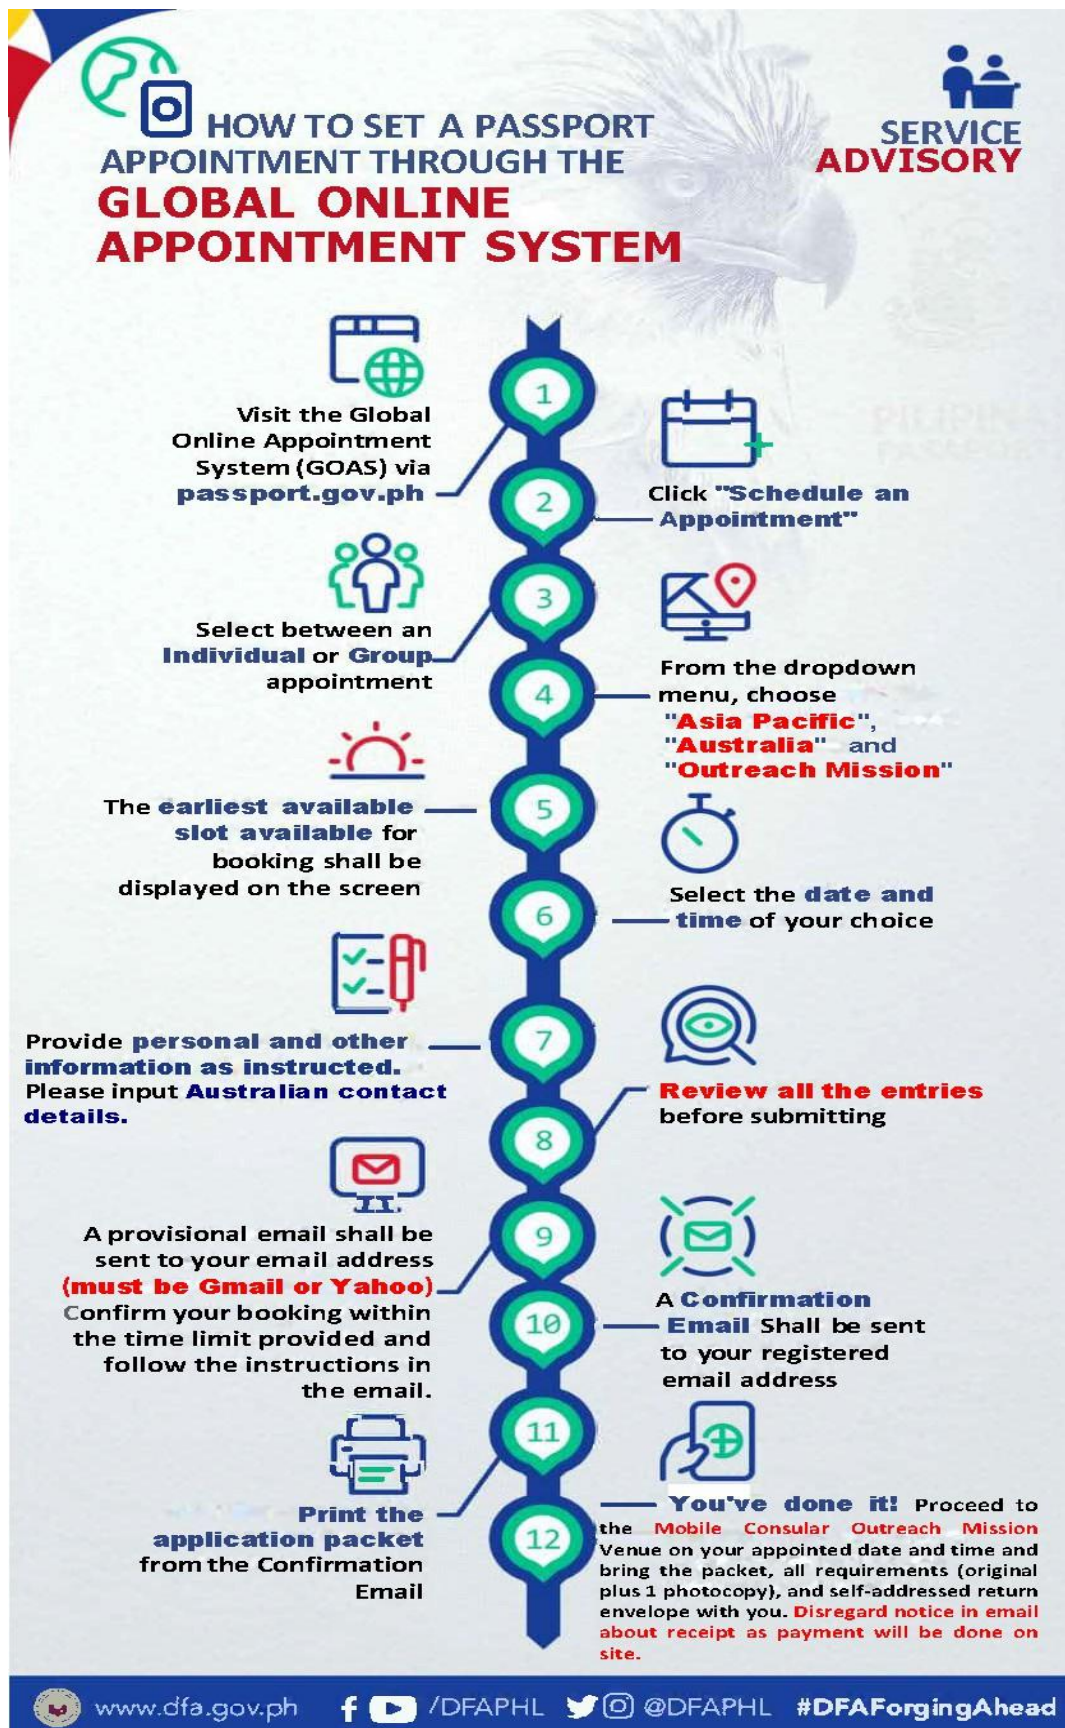 HOW TO SET A PASSPORT
APPOINTMENT THROUGH THE
GLOBAL ONLINE
APPOINTMENT SYSTEM
SERVICE
ADVISORY
1
Visit the Global
Online Appointment
System (GOAS) via
passport.gov.ph
PILIPINAS
2
Click "Schedule an
Appointment"
3
Select between an
Individual or Group
appointment
4
From the dropdown
menu, choose
"Asia Pacific",
"Australia" and
"Outreach Mission"
5
The earliest available
slot available for
booking shall be
displayed on the screen
6
Select the date and
time of your choice
7
Provide personal and other
information as instructed.
Please input Australian contact
details.
8
Review all the entries
before submitting
9
A provisional email shall be
sent to your email address
(must be Gmail or Yahoo)
Confirm your booking within
the time limit provided and
follow the instructions in
the email.
10
A Confirmation
Email Shall be sent
to your registered
email address
11
Print the
application packet
from the Confirmation
Email
12
You've done it! Proceed to
the Mobile Consular Outreach Mission
Venue on your appointed date and time and
bring the packet, all requirements (original
plus 1 photocopy), and self-addressed return
envelope with you. Disregard notice in email
about receipt as payment will be done on
site.
www.dfa.gov.ph f /DFAPHL @DFAPHL #DFAForgingAhead